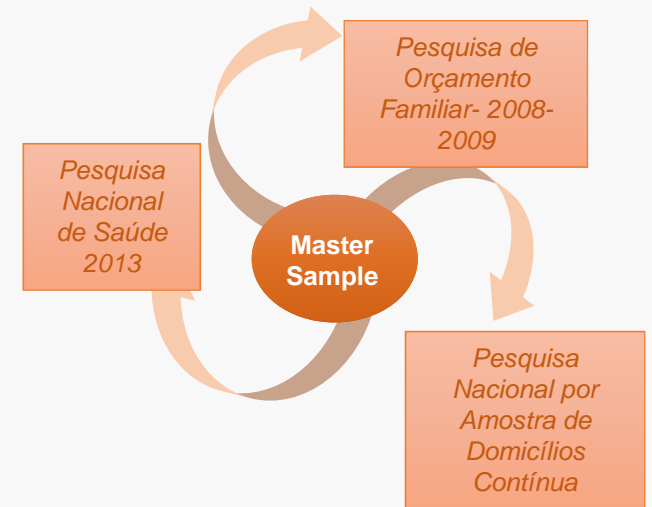 Pesquisa de
Orçamento
Familiar- 2008-
2009
Pesquisa
Nacional
de Saúde
2013
Master
Sample
Pesquisa
Nacional por
Amostra de
Domicílios
Contínua